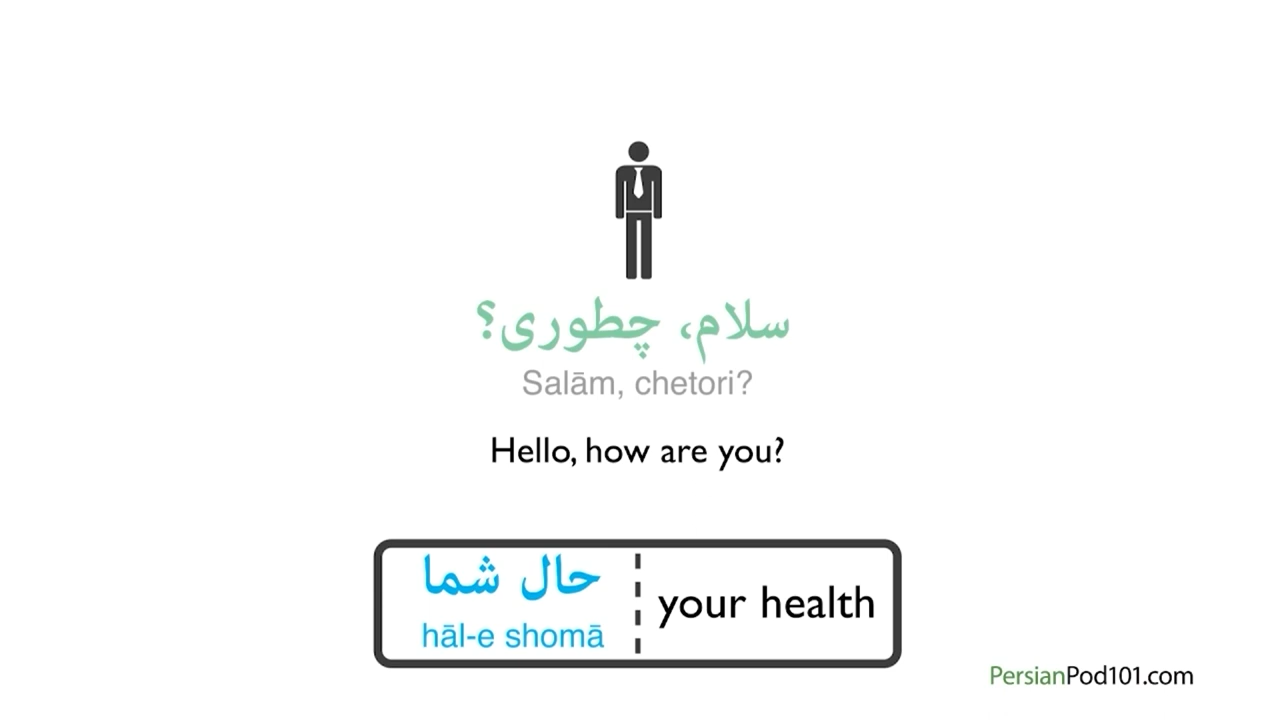 سلام، چطوری؟
Salām, chetori?
Hello, how are you?
حال شما
hāl-e shomā
your health
PersianPod101.com